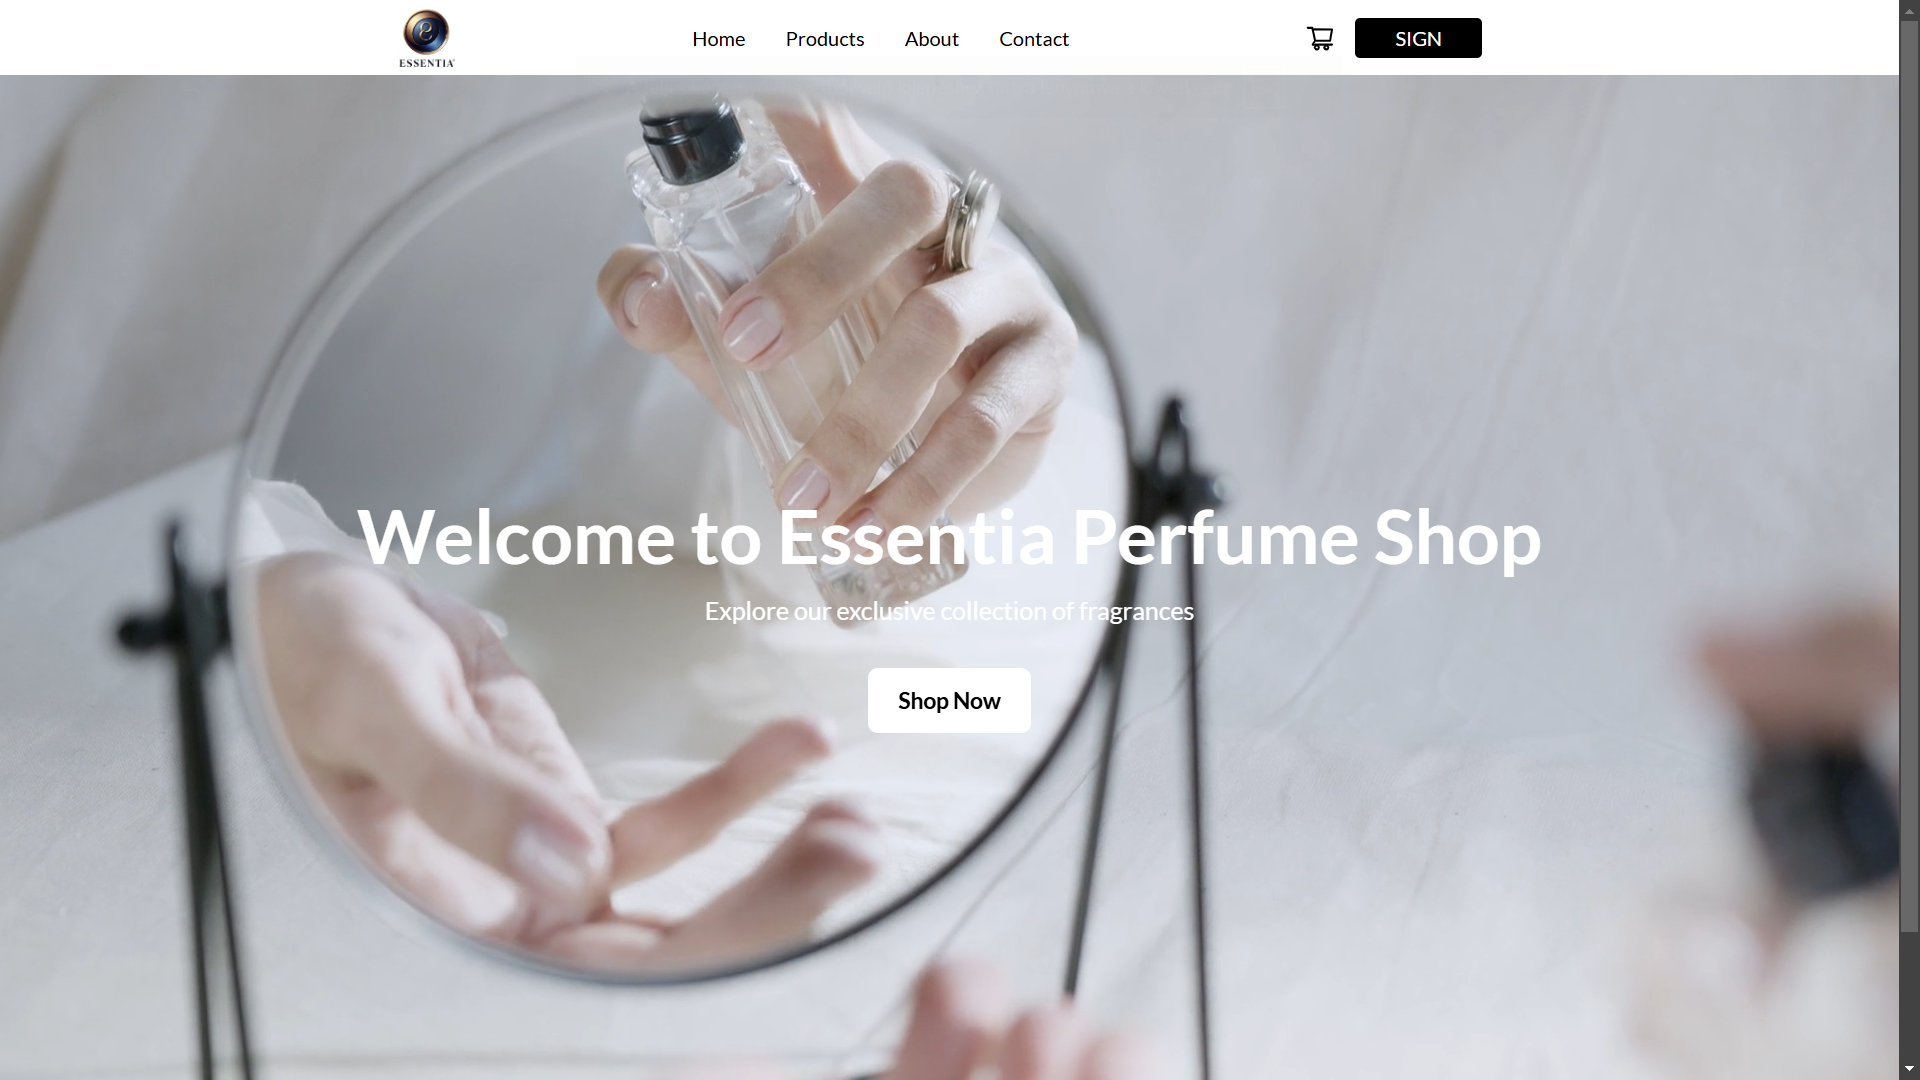 ESSENTIA
Home
Products
About
Contact
SIGN
Welcome to Essentia Perfume Shop
Explore our exclusive collection of fragrances
Shop Now